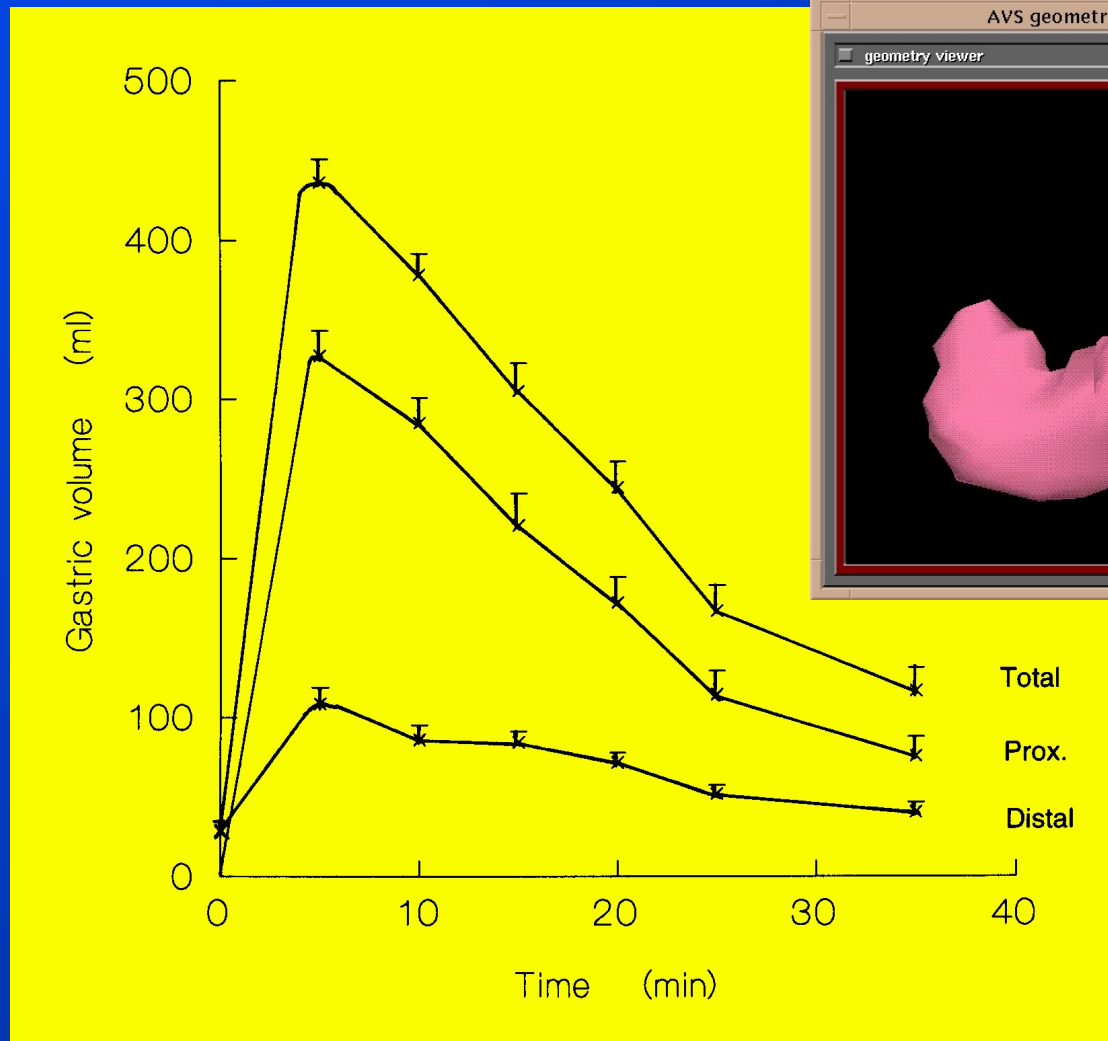 AVS geometr
geometry viewer
500
400
300
200
100
0
Gastric volume (ml)
Total
Prox.
Distal
0 10 20 30 40
Time (min)